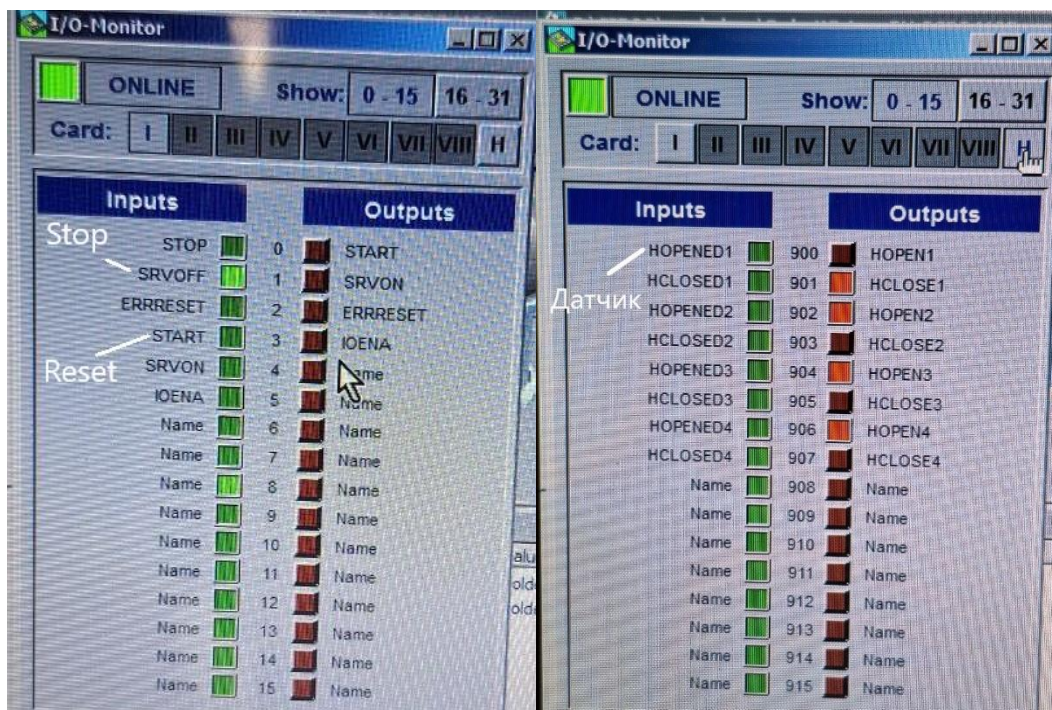 I/O-Monitor
ONLINE Show: 0 - 15 16 - 31
Card: I II III IV V VI VII VIII H
Inputs Outputs
Stop
STOP 0 START
SRVOFF 1 SRVON
ERRRESET 2 ERRRESET
START 3 IOENA
Reset
SRVON 4
IOENA 5 Name
Name 6 Name
Name 7 Name
Name 8 Name
Name 9 Name
Name 10 Name
Name 11 Name
Name 12 Name
Name 13 Name
Name 14 Name
Name 15 Name
I/O-Monitor
ONLINE Show: 0 - 15 16 - 31
Card: I II III IV V VI VII VIII H
Inputs Outputs
HOPENED1 900 HOPEN1
HCLOSED1 901 HCLOSE1
Датчик
HOPENED2 902 HOPEN2
HCLOSED2 903 HCLOSE2
HOPENED3 904 HOPEN3
HCLOSED3 905 HCLOSE3
HOPENED4 906 HOPEN4
HCLOSED4 907 HCLOSE4
Name 908 Name
Name 909 Name
Name 910 Name
Name 911 Name
Name 912 Name
Name 913 Name
Name 914 Name
Name 915 Name